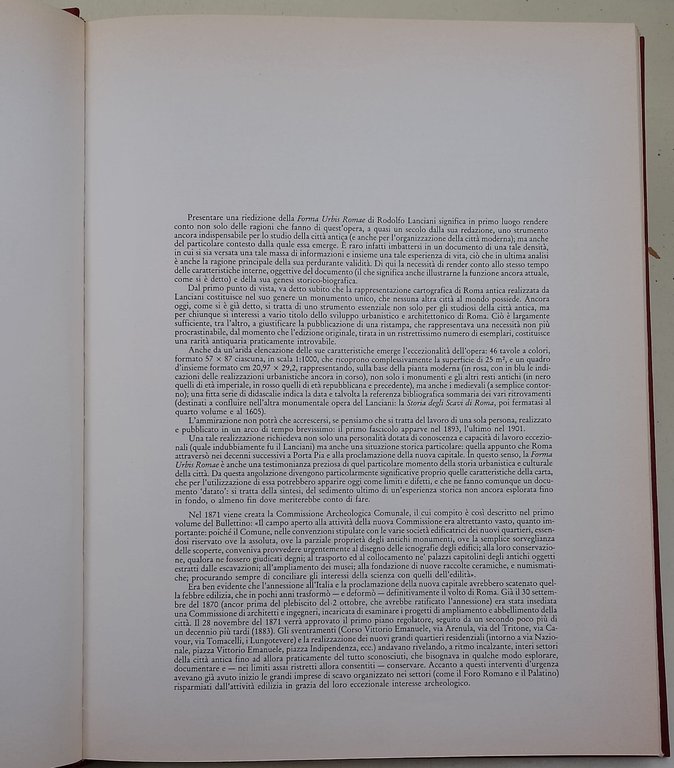 Presentare una riedizione della Forma Urbis Romae di Rodolfo Lanciani significa in primo luogo rendere
conto non solo delle ragioni che fanno di quest'opera, a quasi un secolo dalla sua redazione, uno strumento
ancora indispensabile per lo studio della città antica (e anche per l'organizzazione della città moderna); ma anche
del particolare contesto dalla quale essa emerge. È raro infatti imbattersi in un documento di una tale densità,
in cui si sia versata una tale massa di informazioni e insieme una tale esperienza di vita, ciò che in ultima analisi
è anche la ragione principale della sua perdurante validità. Di qui la necessità di render conto allo stesso tempo
delle caratteristiche interne, oggettive del documento (il che significa anche illustrarne la funzione ancora attuale,
come si è detto) e della sua genesi storico-biografica.
Dal primo punto di vista, va detto subito che la rappresentazione cartografica di Roma antica realizzata da
Lanciani costituisce nel suo genere un monumento unico, che nessuna altra città al mondo possiede. Ancora
oggi, come si è già detto, si tratta di uno strumento essenziale non solo per gli studiosi della città antica, ma
per chiunque si interessi a vario titolo dello sviluppo urbanistico e architettonico di Roma. Ciò è largamente
sufficiente, tra l'altro, a giustificare la pubblicazione di una ristampa, che rappresentava una necessità non più
procrastinabile, dal momento che l'edizione originale, tirata in un ristrettissimo numero di esemplari, costituisce
una rarità antiquaria praticamente introvabile.
Anche da un'arida elencazione delle sue caratteristiche emerge l'eccezionalità dell'opera: 46 tavole a colori,
formato 57 × 87 ciascuna, in scala 1:1000, che ricoprono complessivamente la superficie di 25 m², e un quadro
d'insieme formato cm 20,97 × 29,2, rappresentando, sulla base della pianta moderna (in rosa, con in blu le indi-
cazioni delle realizzazioni urbanistiche ancora in corso), non solo i monumenti e gli altri resti antichi (in nero
quelli di età imperiale, in rosso quelli di età repubblicana e precedente), ma anche i medievali (a semplice contor-
no); una fitta serie di didascalie indica la data e talvolta la referenza bibliografica sommaria dei vari ritrovamenti
(destinati a confluire nell'altra monumentale opera del Lanciani: la Storia degli Scavi di Roma, poi fermatasi al
quarto volume e al 1605).
L'ammirazione non potrà che accrescersi, se pensiamo che si tratta del lavoro di una sola persona, realizzato
e pubblicato in un arco di tempo brevissimo: il primo fascicolo apparve nel 1893, l'ultimo nel 1901.
Una tale realizzazione richiedeva non solo una personalità dotata di conoscenza e capacità di lavoro eccezio-
nali (quale indubbiamente fu il Lanciani) ma anche una situazione storica particolare: quella appunto che Roma
attraversò nei decenni successivi a Porta Pia e alla proclamazione della nuova capitale. In questo senso, la Forma
Urbis Romae è anche una testimonianza preziosa di quel particolare momento della storia urbanistica e culturale
della città. Da questa angolazione divengono particolarmente significative proprio quelle caratteristiche della carta,
che per l'utilizzazione di essa potrebbero apparire oggi come limiti e difetti, e che ne fanno comunque un docu-
mento 'datato': si tratta della sintesi, del sedimento ultimo di un'esperienza storica non ancora esplorata fino
in fondo, o almeno fin dove meriterebbe conto di fare.
Nel 1871 viene creata la Commissione Archeologica Comunale, il cui compito è così descritto nel primo
volume del Bullettino: «Il campo aperto alla attività della nuova Commissione era altrettanto vasto, quanto im-
portante: poiché il Comune, nelle convenzioni stipulate con le varie società edificatrici dei nuovi quartieri, essen-
dosi riservato ove la assoluta, ove la parziale proprietà degli antichi monumenti, ove la semplice sorveglianza
delle scoperte, conveniva provvedere urgentemente al disegno delle icnografie degli edifici; alla loro conservazio-
ne, qualora ne fossero giudicati degni; al trasporto ed al collocamento ne' palazzi capitolini degli antichi oggetti
estratti dalle escavazioni; all'ampliamento dei musei; alla fondazione di nuove raccolte ceramiche, e numismati-
che; procurando sempre di conciliare gli interessi della scienza con quelli dell'edilità».
Era ben evidente che l'annessione all'Italia e la proclamazione della nuova capitale avrebbero scatenato quel-
la febbre edilizia, che in pochi anni trasformò — e deformò — definitivamente il volto di Roma. Già il 30 settem-
bre del 1870 (ancor prima del plebiscito del 2 ottobre, che avrebbe ratificato l'annessione) era stata insediata
una Commissione di architetti e ingegneri, incaricata di esaminare i progetti di ampliamento e abbellimento della
città. Il 28 novembre del 1871 verrà approvato il primo piano regolatore, seguito da un secondo poco più di
un decennio più tardi (1883). Gli sventramenti (Corso Vittorio Emanuele, via Arenula, via del Tritone, via Ca-
vour, via Tomacelli, i Lungotevere) e la realizzazione dei nuovi grandi quartieri residenziali (intorno a via Nazio-
nale, piazza Vittorio Emanuele, piazza Indipendenza, ecc.) andavano rivelando, a ritmo incalzante, interi settori
della città antica fino ad allora praticamente del tutto sconosciuti, che bisognava in qualche modo esplorare,
documentare e — nei limiti assai ristretti allora consentiti — conservare. Accanto a questi interventi d'urgenza
avevano già avuto inizio le grandi imprese di scavo organizzato nei settori (come il Foro Romano e il Palatino)
risparmiati dall'attività edilizia in grazia del loro eccezionale interesse archeologico.